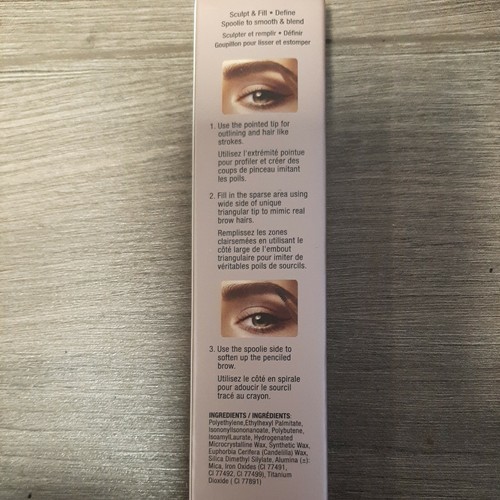 Sculpt & Fill • Define
Spoolie to smooth & blend
Sculpter et remplir • Définir
Goupillon pour lisser et estomper
1. Use the pointed tip for
outlining and hair like
strokes.
Utilisez l'extrémité pointue
pour profiler et créer des
coups de pinceau imitant
les poils.
2. Fill in the sparse area using
wide side of unique
triangular tip to mimic real
brow hairs.
Remplissez les zones
clairsemées en utilisant le
côté large de l'embout
triangulaire pour imiter de
véritables poils de sourcils.
3. Use the spoolie side to
soften up the penciled
brow.
Utilisez le côté en spirale
pour adoucir le sourcil
tracé au crayon.
INGREDIENTS / INGRÉDIENTS
Polyethylene,Ethylhexyl Palmitate,
Isononylisononanoate, Polybutene,
IsoamylLaurate, Hydrogenated
Microcrystalline Wax, Synthetic Wax,
Euphorbia Cerifera (Candelilla) Wax,
Silica Dimethyl Silylate, Alumina (±):
Mica, Iron Oxides (CI 77491,
CI 77492, CI 77499), Titanium
Dioxide ( CI 77891)